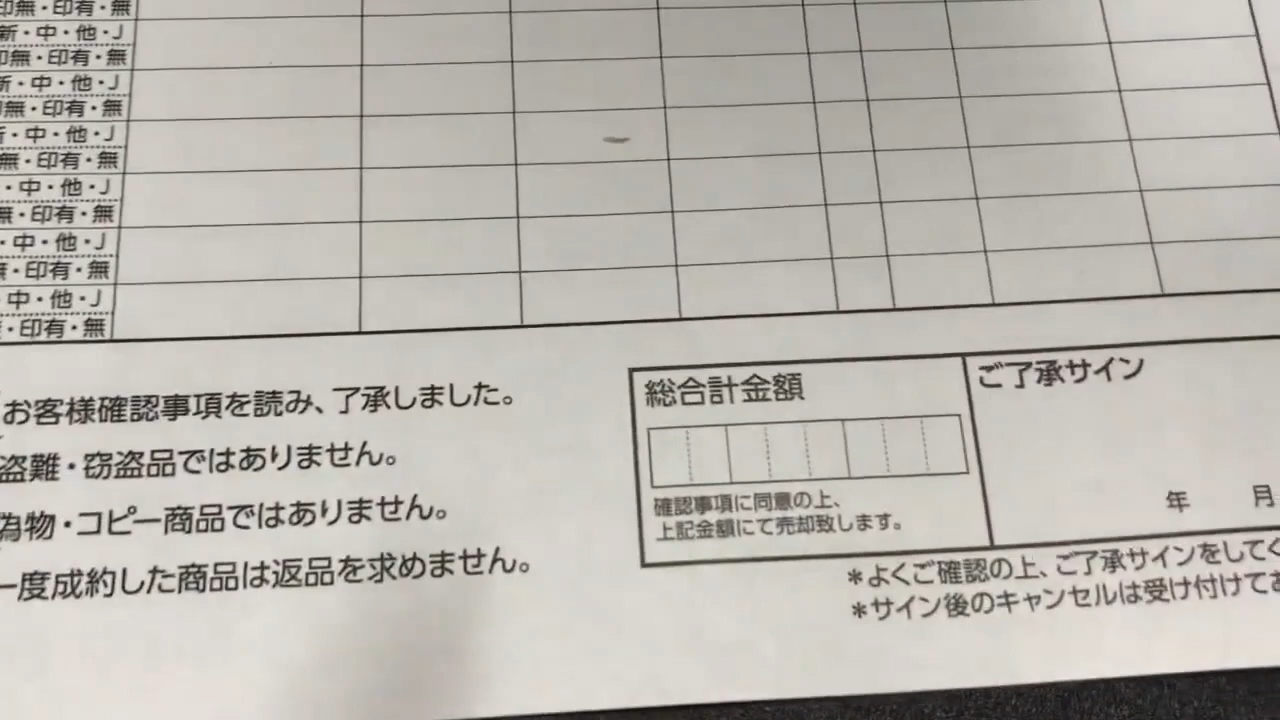 印無・印有・無
新・中・他・J
印無・印有・無
新・中・他・J
無・印有・無
・中・他・J
無・印有・無
・中・他・J
無・印有・無
・中・他・J
無・印有・無
中・他・J
・印有・無
お客様確認事項を読み、了承しました。
盗難・窃盗品ではありません。
偽物・コピー商品ではありません。
一度成約した商品は返品を求めません。
総合計金額
確認事項に同意の上、
上記金額にて売却致します。
ご了承サイン
年 月
*よくご確認の上、ご了承サインをしてく
*サイン後のキャンセルは受け付けてお